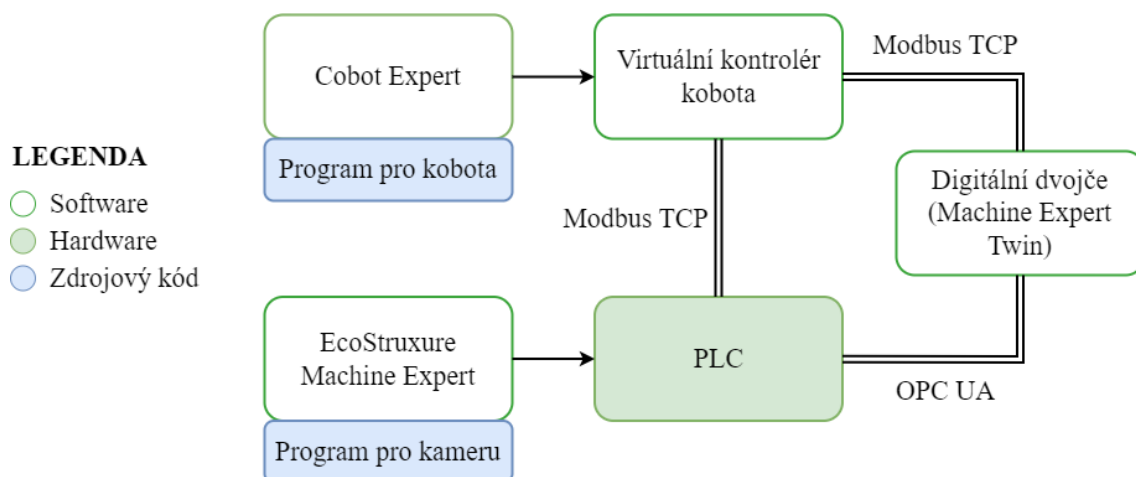 Modbus TCP
Cobot Expert
Virtuální kontrolér
kobota
LEGENDA
Software
Hardware
Zdrojový kód
Program pro kobota
Modbus TCP
Digitální dvojče
(Machine Expert
Twin)
EcoStruxure
Machine Expert
PLC
OPC UA
Program pro kameru